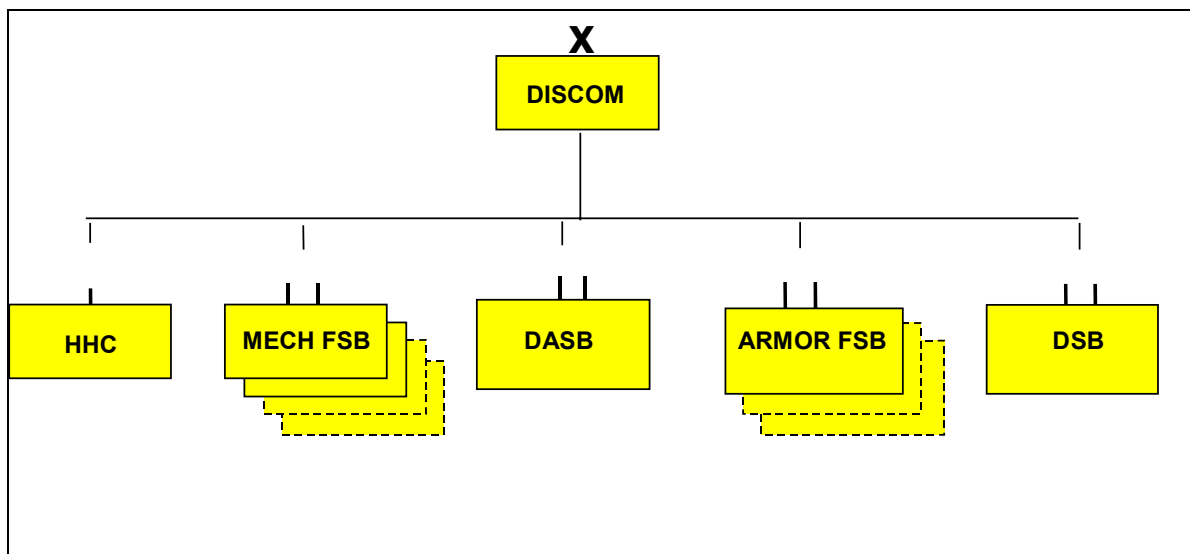 X
DISCOM
HHC
MECH FSB
DASB
ARMOR FSB
DSB